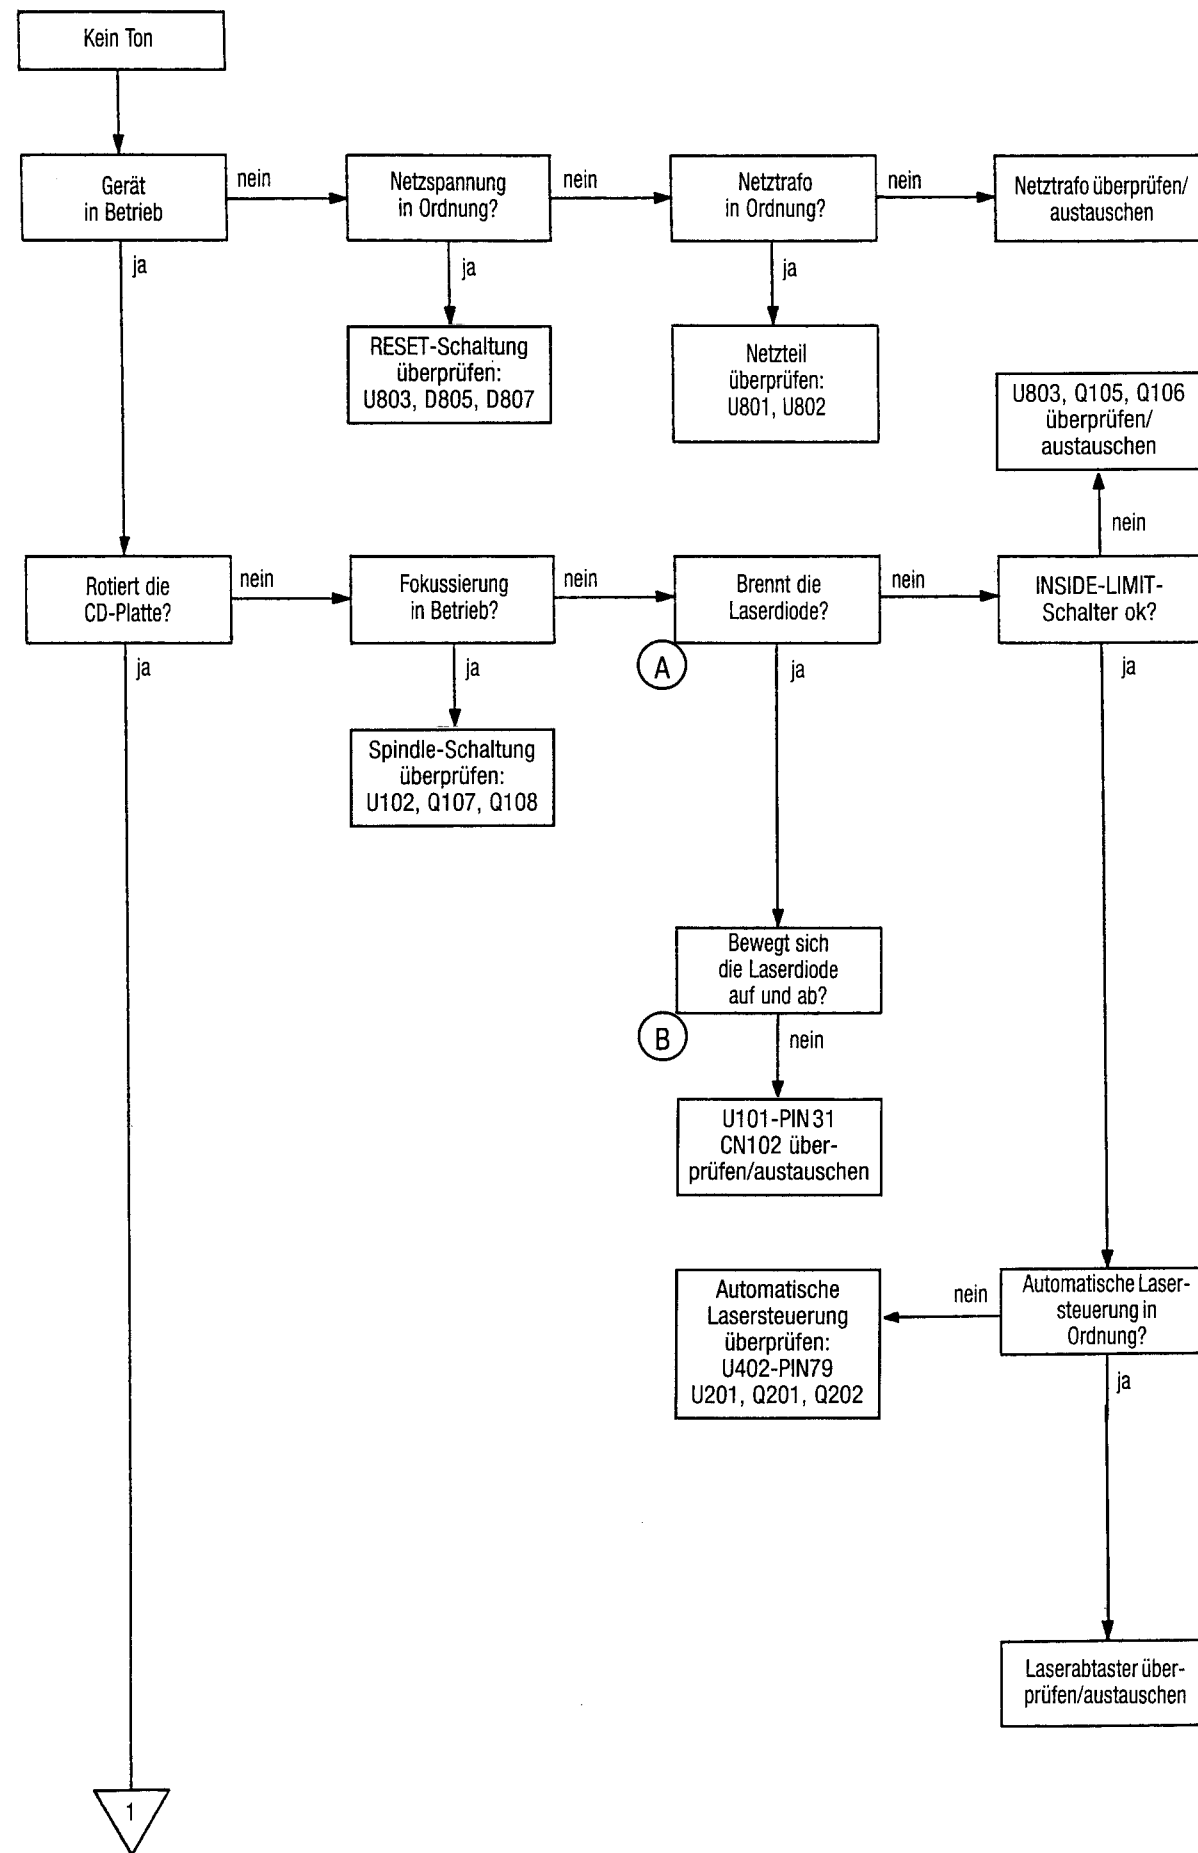 Kein Ton
Gerät
in Betrieb
nein
Netzspannung
in Ordnung?
nein
Netztrafo
in Ordnung?
nein
Netztrafo überprüfen/
austauschen
ja
ja
ja
RESET-Schaltung
überprüfen:
U803, D805, D807
Netzteil
überprüfen:
U801, U802
U803, Q105, Q106
überprüfen/
austauschen
nein
Rotiert die
CD-Platte?
nein
Fokussierung
in Betrieb?
nein
Brennt die
Laserdiode?
nein
INSIDE-LIMIT-
Schalter ok?
ja
ja
A
ja
ja
Spindle-Schaltung
überprüfen:
U102, Q107, Q108
Bewegt sich
die Laserdiode
auf und ab?
B
nein
U101-PIN 31
CN102 über-
prüfen/austauschen
Automatische
Lasersteuerung
überprüfen:
U402-PIN79
U201, Q201, Q202
nein
Automatische Laser-
steuerung in
Ordnung?
ja
Laserabtaster über-
prüfen/austauschen
1